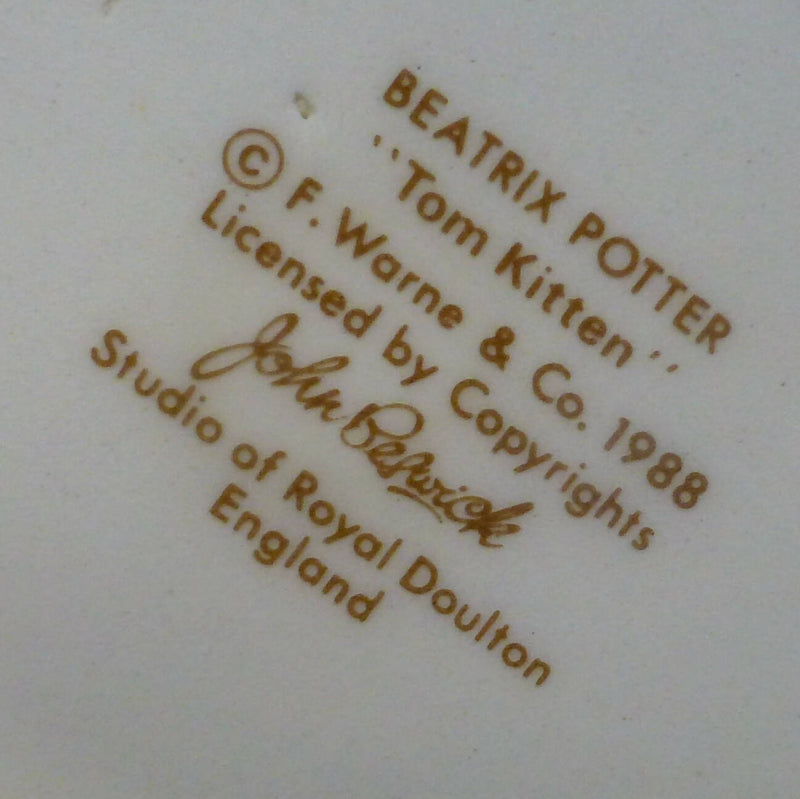 BEATRIX POTTER
"Tom Kitten"
© F. Warne & Co. 1988
Licensed by Copyrights
John Beswick
Studio of Royal Doulton
England